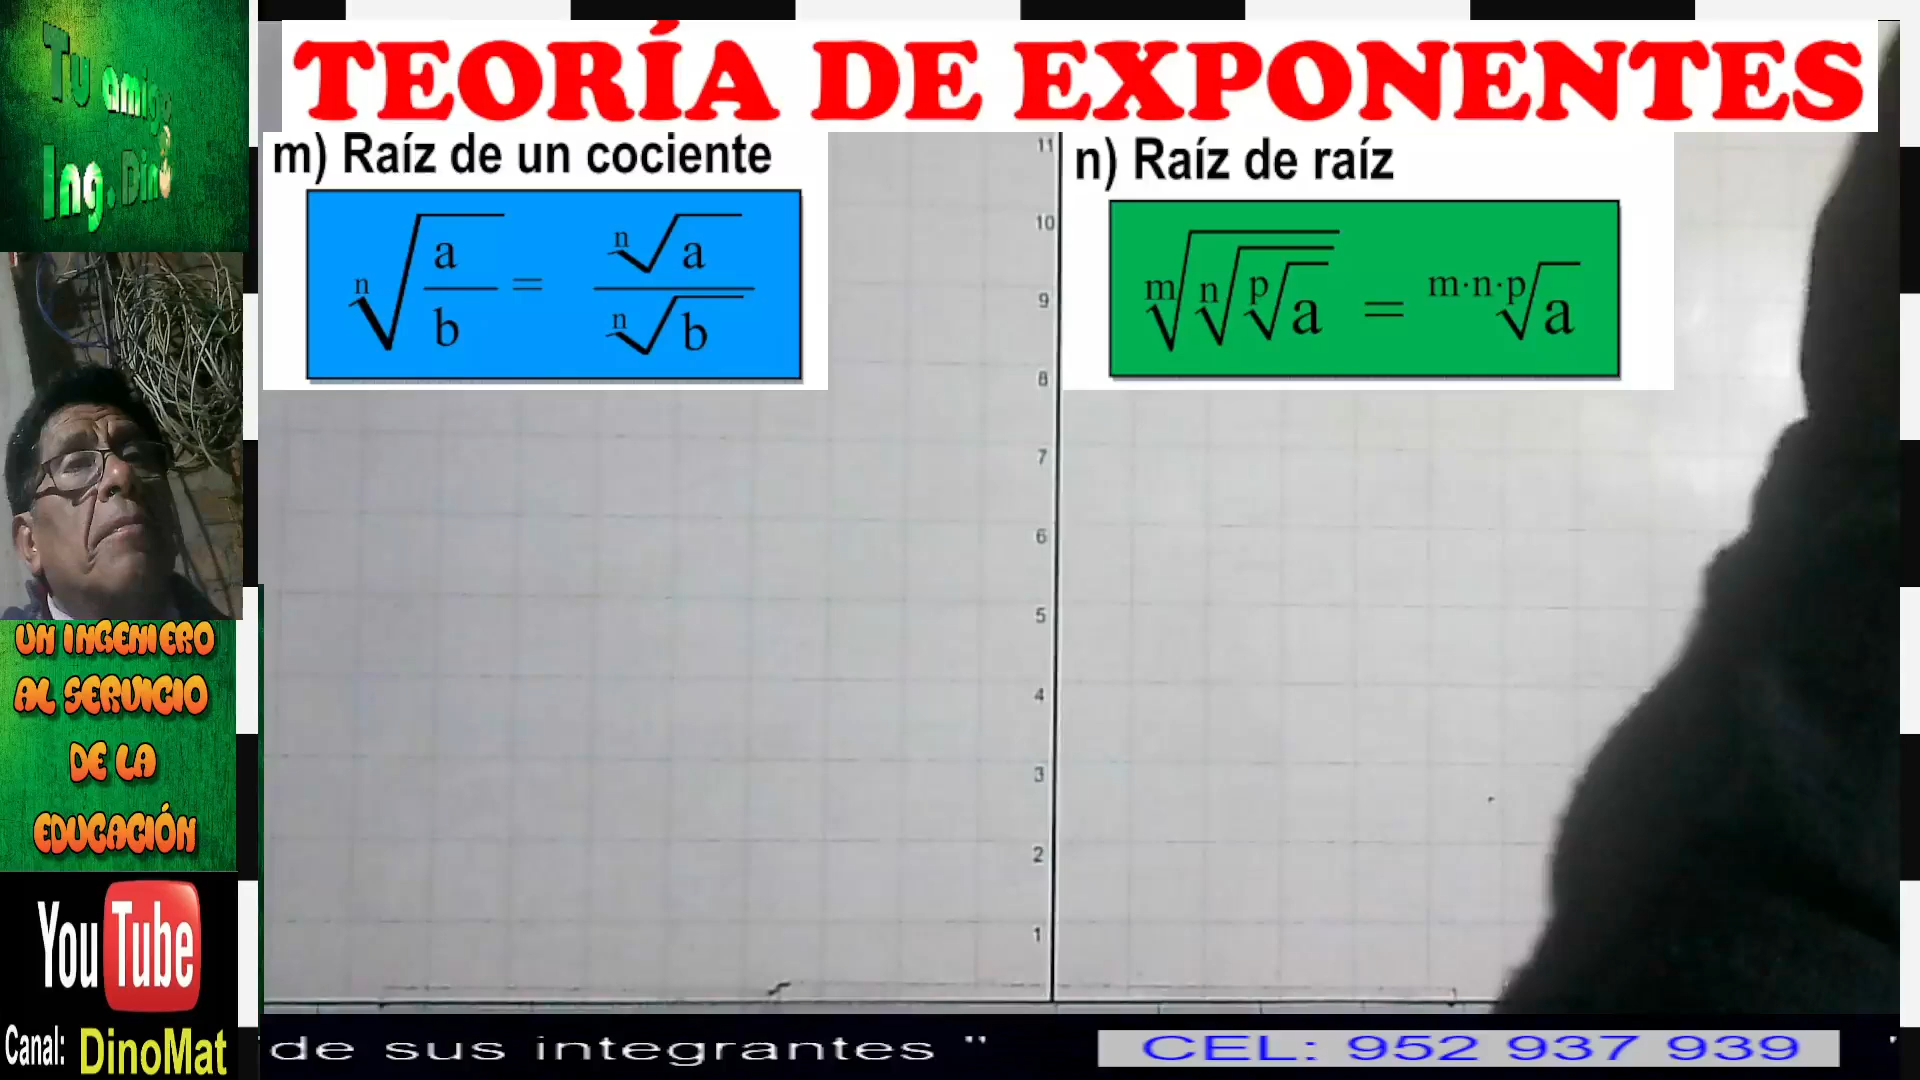 Tu amigo
Ing. Dino
TEORÍA DE EXPONENTES
m) Raíz de un cociente
n √ a / b = n √ a / n √ b
n) Raíz de raíz
m √ n √ p √ a = m·n·p √ a
11
10
9
8
7
6
5
4
3
2
1
UN INGENIERO
AL SERVICIO
DE LA
EDUCACIÓN
YouTube
Canal: DinoMat
de sus integrantes "
CEL: 952 937 939